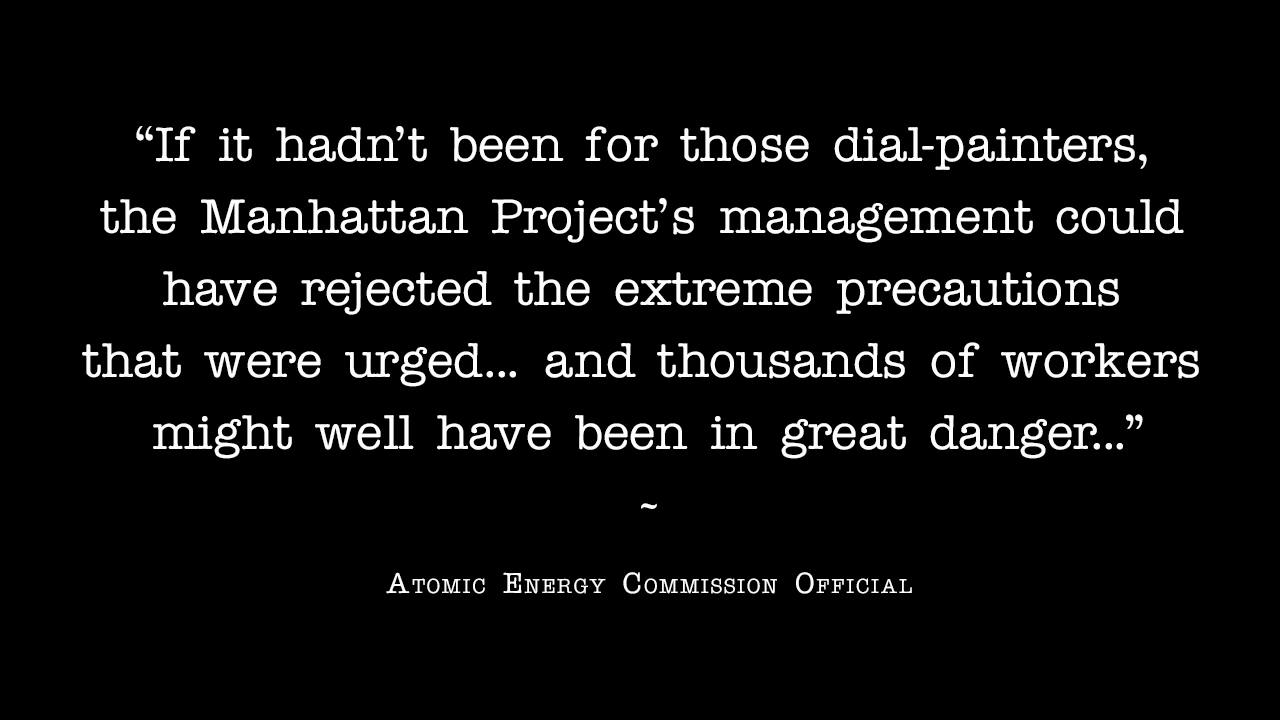 “If it hadn’t been for those dial-painters,
the Manhattan Project’s management could
have rejected the extreme precautions
that were urged... and thousands of workers
might well have been in great danger...”
~
Atomic Energy Commission Official